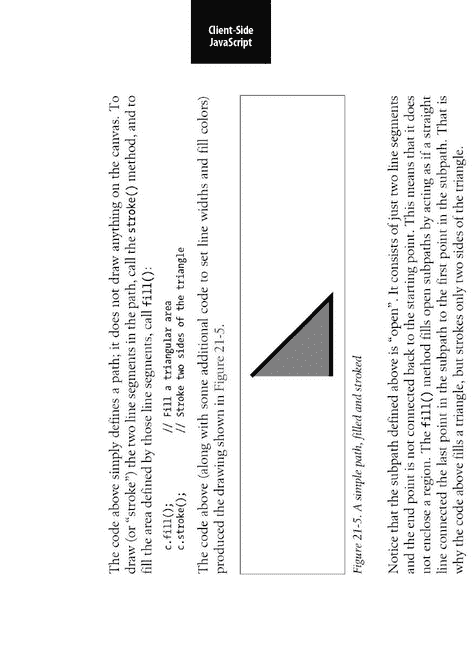 Client-Side
JavaScript
The code above simply defines a path; it does not draw anything on the canvas. To
draw (or “stroke”) the two line segments in the path, call the stroke() method, and to
fill the area defined by those line segments, call fill():
c.fill(); // Fill a triangular area
c.stroke(); // Stroke two sides of the triangle
The code above (along with some additional code to set line widths and fill colors)
produced the drawing shown in Figure 21-5.
Figure 21-5. A simple path, filled and stroked
Notice that the subpath defined above is “open”. It consists of just two line segments
and the end point is not connected back to the starting point. This means that it does
not enclose a region. The fill() method fills open subpaths by acting as if a straight
line connected the last point in the subpath to the first point in the subpath. That is
why the code above fills a triangle, but strokes only two sides of the triangle.